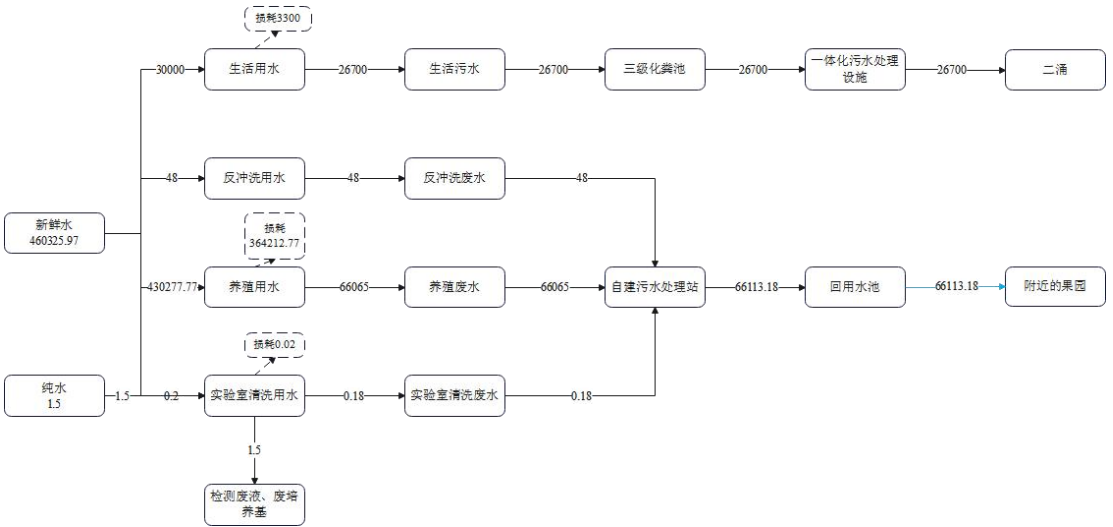 损耗3300
30000
生活用水
26700
生活污水
26700
三级化粪池
26700
一体化污水处理
设施
26700
二涌
48
反冲洗用水
48
反冲洗废水
48
新鲜水
460325.97
损耗
364212.77
430277.77
养殖用水
66065
养殖废水
66065
自建污水处理站
66113.18
回用水池
66113.18
附近的果园
损耗0.02
纯水
1.5
1.5
0.2
实验室清洗用水
0.18
实验室清洗废水
0.18
1.5
检测废液、废培
养基